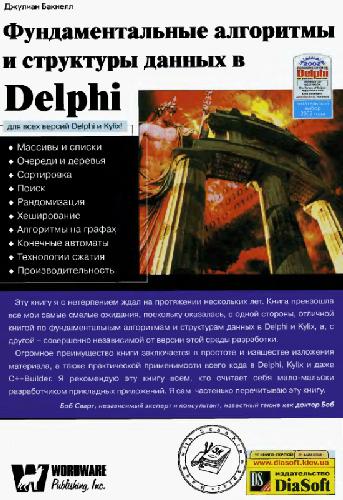 Джулиан Бакнелл
Фундаментальные алгоритмы
и структуры данных в
Delphi
для всех версий Delphi и Kylix!
2002
Delphi
Массивы и списки
Очереди и деревья
Сортировка
Поиск
Рандомизация
Хеширование
Алгоритмы на графах
Конечные автоматы
Технологии сжатия
Производительность
Эту книгу я с нетерпением ждал на протяжении нескольких лет. Книга превзошла
все мои самые смелые ожидания, поскольку оказалась, с одной стороны, отличной
книгой по фундаментальным алгоритмам и структурам данных в Delphi и Kylix, а, с
другой – совершенно независимой от версии этой среды разработки.
Огромное преимущество книги заключается в простоте и изяществе изложения
материала, а также практической применимости всего кода в Delphi, Kylix и даже
C++Builder. Я рекомендую эту книгу всем, кто считает себя мало-мальски
разработчиком прикладных приложений. Я сам частенько перечитываю эту книгу.
Боб Сварт, независимый эксперт и консультант, известный также как доктор Боб
WORDWARE
Publishing, Inc.
www.diasoft.kiev.ua
DS
издательство
DiaSoft